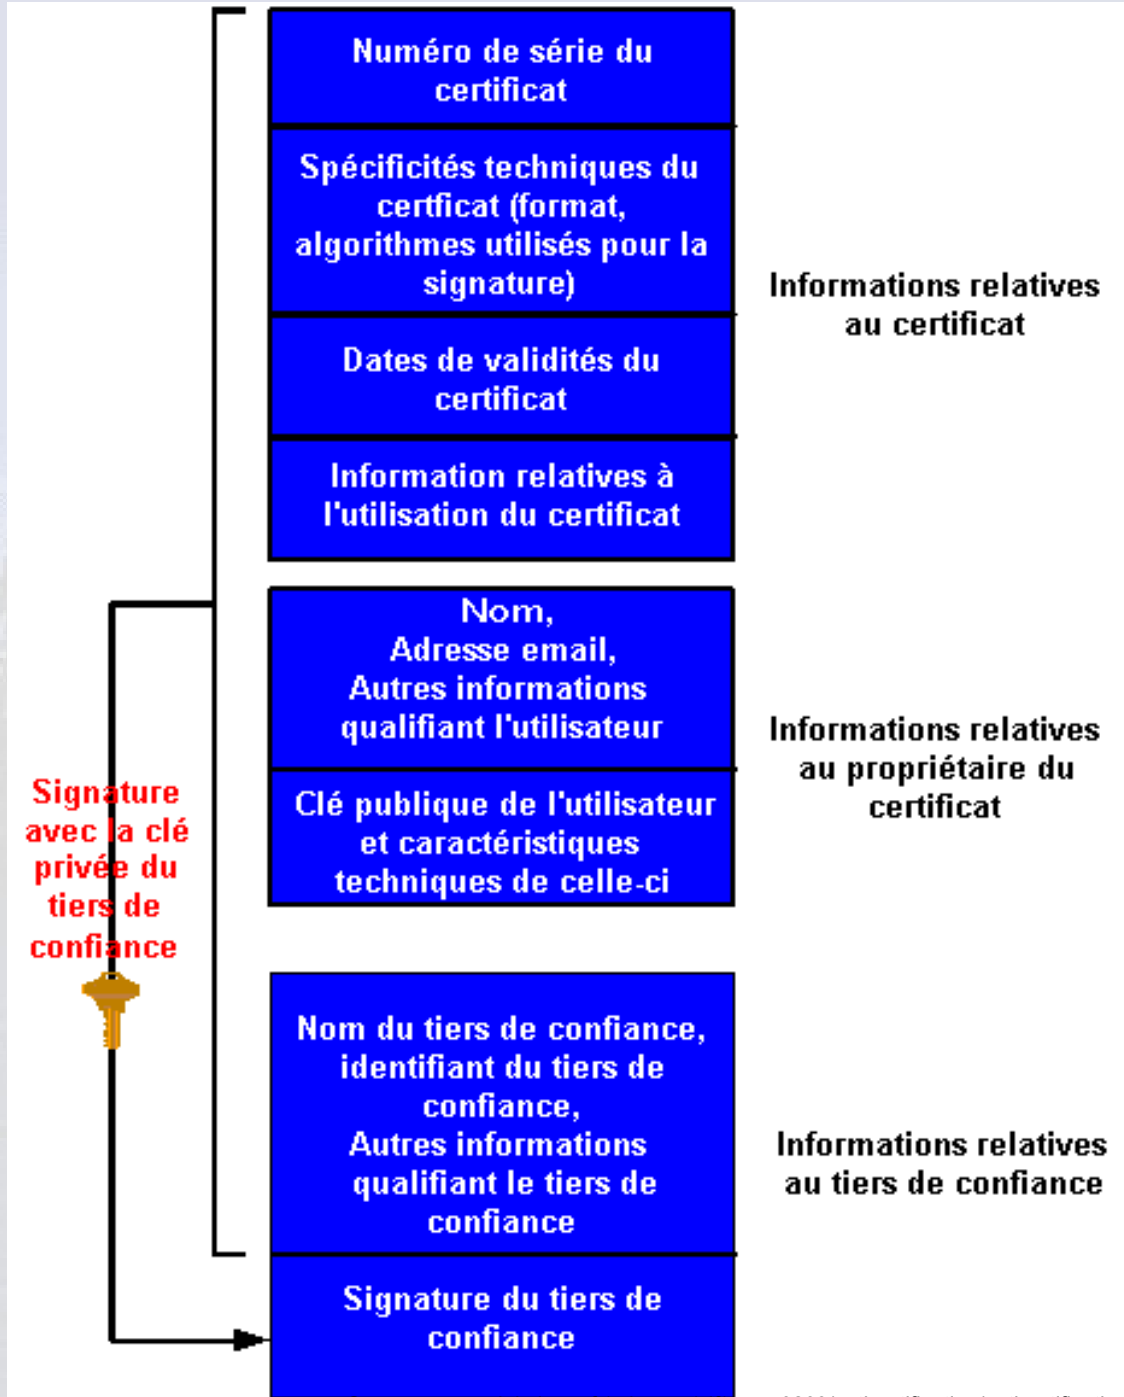 Numéro de série du
certificat
Spécificités techniques du
certficat (format,
algorithmes utilisés pour la
signature)
Informations relatives
au certificat
Dates de validités du
certificat
Information relatives à
l'utilisation du certificat
Nom,
Adresse email,
Autres informations
qualifiant l'utilisateur
Informations relatives
au propriétaire du
certificat
Clé publique de l'utilisateur
et caractéristiques
techniques de celle-ci
Signature
avec la clé
privée du
tiers de
confiance
Nom du tiers de confiance,
identifiant du tiers de
confiance,
Autres informations
qualifiant le tiers de
confiance
Informations relatives
au tiers de confiance
Signature du tiers de
confiance